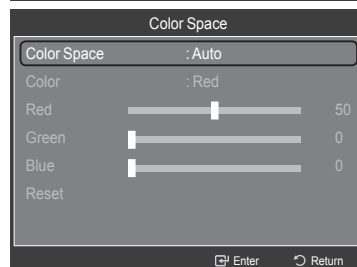 Color Space
Color Space : Auto
Color : Red
Red 50
Green 0
Blue 0
Reset
Enter Return